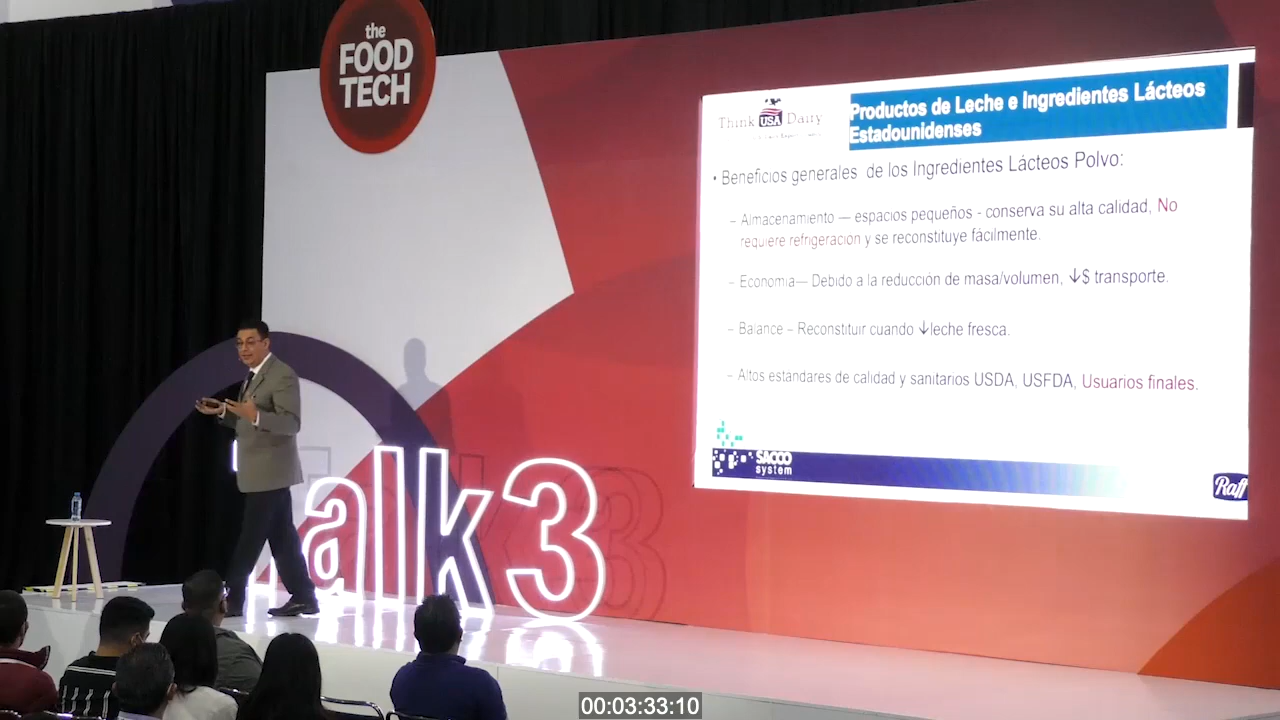 the
FOOD
TECH
Think USA Dairy
Productos de Leche e Ingredientes Lácteos
Estadounidenses
• Beneficios generales de los Ingredientes Lácteos Polvo:
– Almacenamiento — espacios pequeños - conserva su alta calidad, No
requiere refrigeracion y se reconstituye fácilmente.
– Economia— Debido a la reducción de masa/volumen, ↓$ transporte.
– Balance – Reconstituir cuando ↓leche fresca.
– Altos estándares de calidad y sanitarios USDA, USFDA, Usuarios finales.
SACCO
system
Raff
Talk3
00:03:33:10